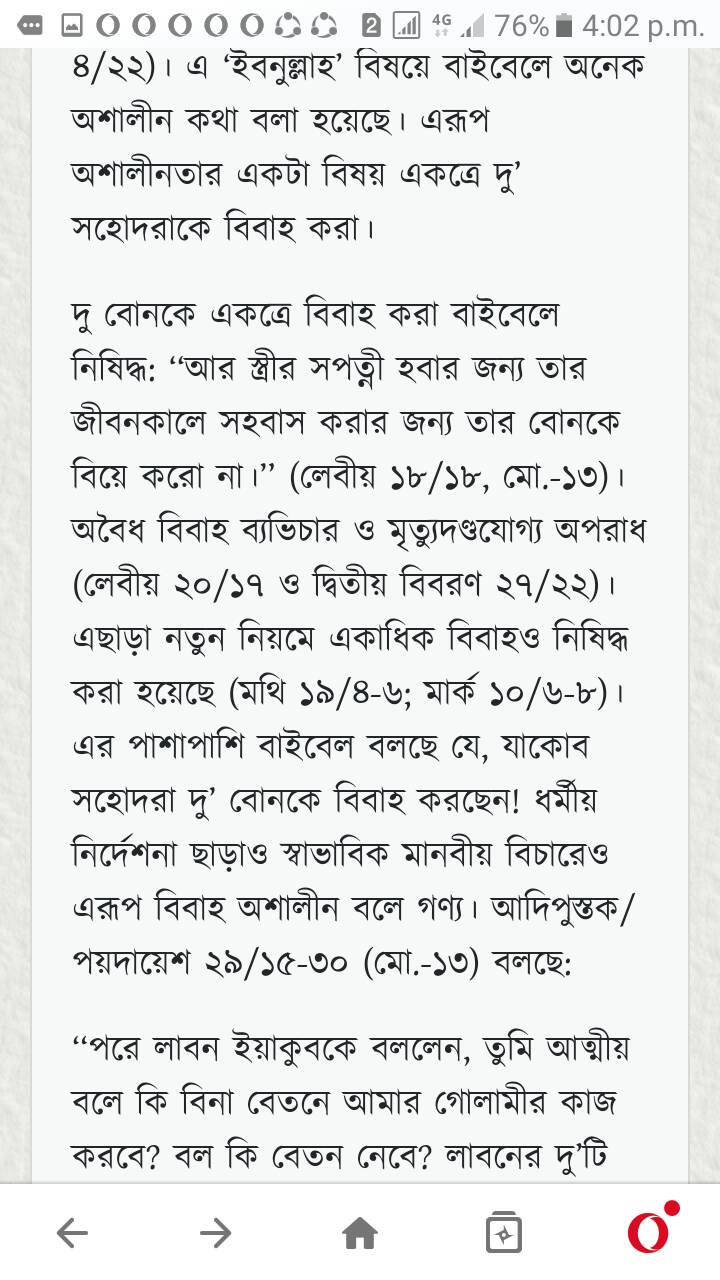 2 4G 76% 4:02 p.m.
৪/২২)। এ ‘ইবনুল্লাহ’ বিষয়ে বাইবেলে অনেক
অশালীন কথা বলা হয়েছে। এরূপ
অশালীনতার একটা বিষয় একত্রে দু’
সহোদরাকে বিবাহ করা।
দু বোনকে একত্রে বিবাহ করা বাইবেলে
নিষিদ্ধ: ‘‘আর স্ত্রীর সপত্নী হবার জন্য তার
জীবনকালে সহবাস করার জন্য তার বোনকে
বিয়ে করো না।’’ (লেবীয় ১৮/১৮, মো.-১৩)।
অবৈধ বিবাহ ব্যভিচার ও মৃত্যুদণ্ডযোগ্য অপরাধ
(লেবীয় ২০/১৭ ও দ্বিতীয় বিবরণ ২৭/২২)।
এছাড়া নতুন নিয়মে একাধিক বিবাহও নিষিদ্ধ
করা হয়েছে (মথি ১৯/৪-৬; মার্ক ১০/৬-৮)।
এর পাশাপাশি বাইবেল বলছে যে, যাকোব
সহোদরা দু’ বোনকে বিবাহ করছেন! ধর্মীয়
নির্দেশনা ছাড়াও স্বাভাবিক মানবীয় বিচারেও
এরূপ বিবাহ অশালীন বলে গণ্য। আদিপুস্তক/
পয়দায়েশ ২৯/১৫-৩০ (মো.-১৩) বলছে:
‘‘পরে লাবন ইয়াকুবকে বললেন, তুমি আত্মীয়
বলে কি বিনা বেতনে আমার গোলামীর কাজ
করবে? বল কি বেতন নেবে? লাবনের দু’টি